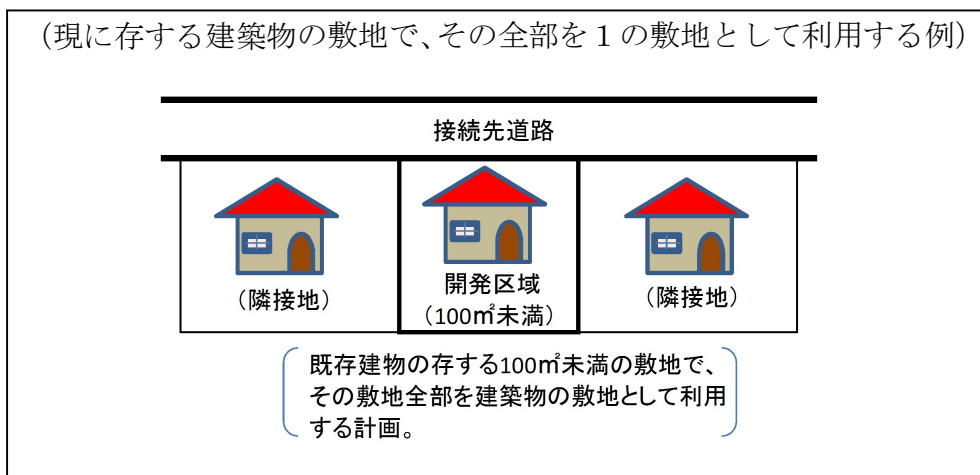 （現に存する建築物の敷地で、その全部を１の敷地として利用する例）
接続先道路
（隣接地）
開発区域
（100㎡未満）
（隣接地）
既存建物の存する100㎡未満の敷地で、
その敷地全部を建築物の敷地として利用
する計画。